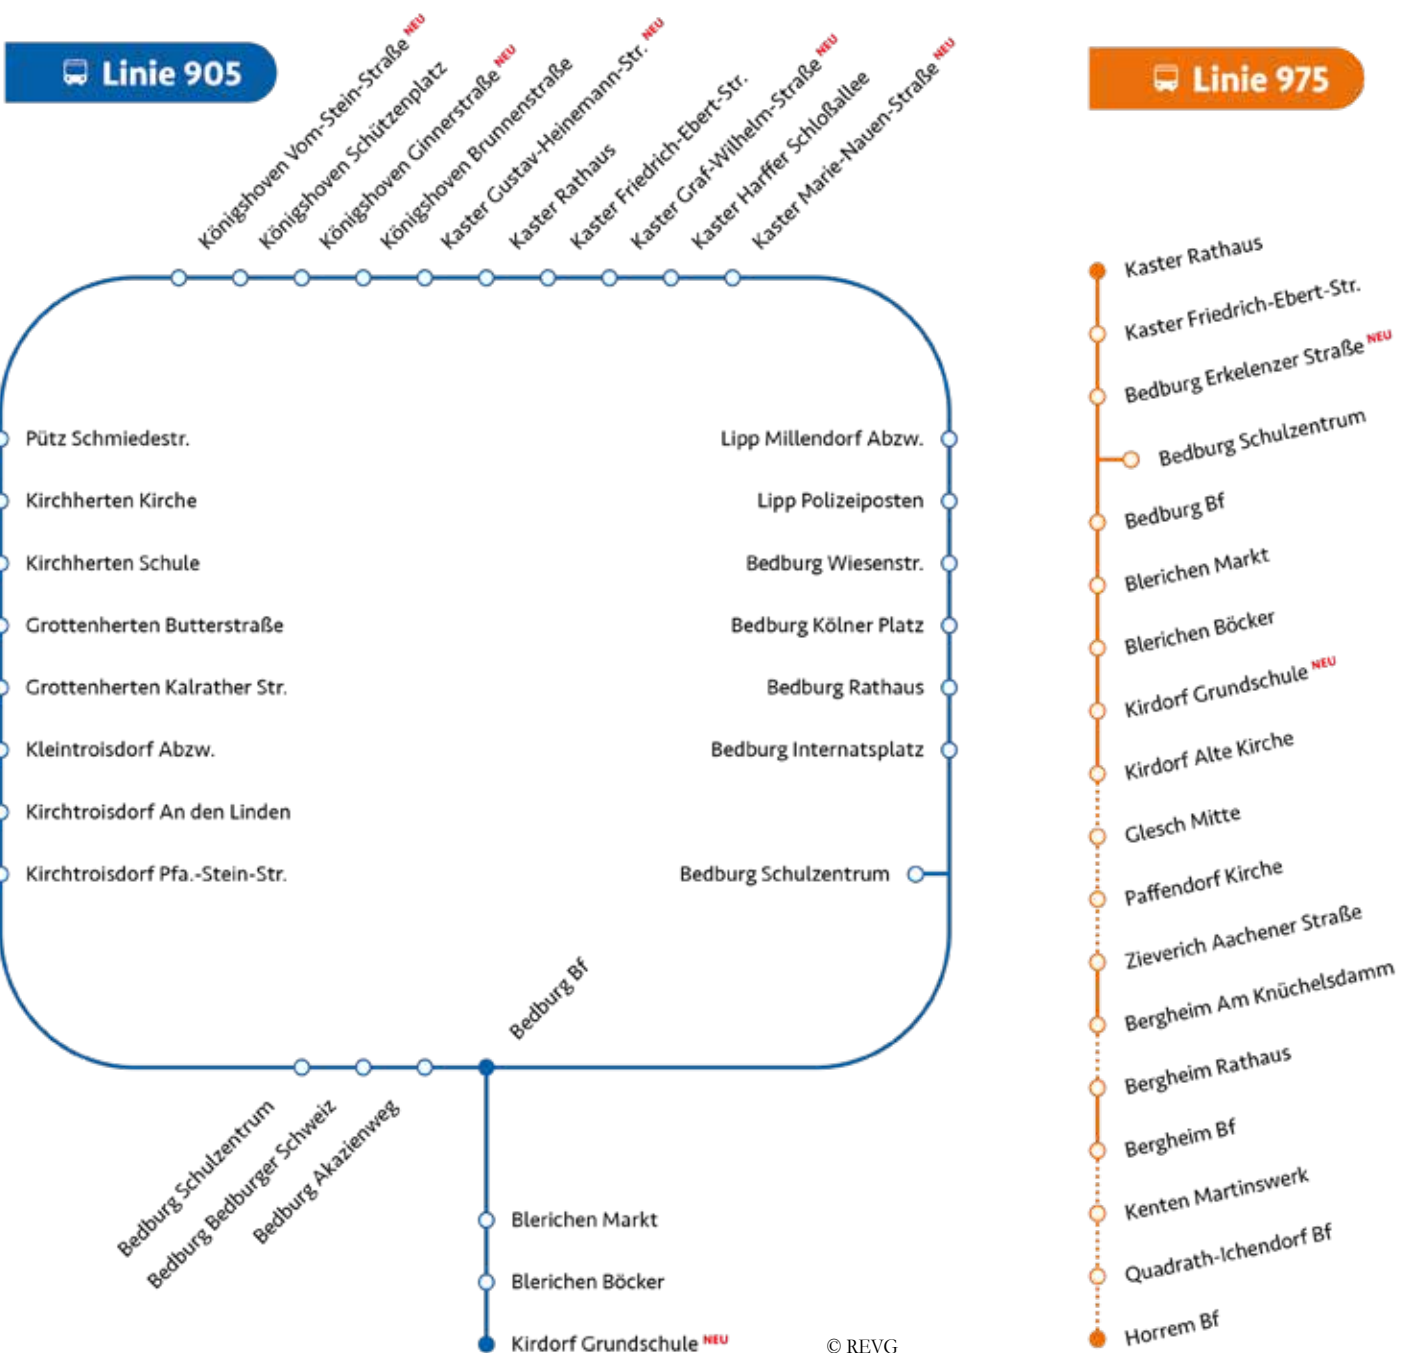 Linie 905
Königshoven Vom-Stein-Straße NEU
Königshoven Schützenplatz
Königshoven Ginnerstraße NEU
Königshoven Brunnenstraße
Kaster Gustav-Heinemann-Str. NEU
Kaster Rathaus
Kaster Friedrich-Ebert-Str.
Kaster Graf-Wilhelm-Straße NEU
Kaster Harffer Schloßallee
Kaster Marie-Nauen-Straße NEU
Pütz Schmiedestr.
Kirchherten Kirche
Kirchherten Schule
Grottenherten Butterstraße
Grottenherten Kalrather Str.
Kleintroisdorf Abzw.
Kirchtroisdorf An den Linden
Kirchtroisdorf Pfa.-Stein-Str.
Lipp Millendorf Abzw.
Lipp Polizeiposten
Bedburg Wiesenstr.
Bedburg Kölner Platz
Bedburg Rathaus
Bedburg Internatsplatz
Bedburg Schulzentrum
Bedburg Bf
Bedburg Schulzentrum
Bedburg Bedburger Schweiz
Bedburg Akazienweg
Blerichen Markt
Blerichen Böcker
Kirdorf Grundschule NEU
© REVG
Linie 975
Kaster Rathaus
Kaster Friedrich-Ebert-Str.
Bedburg Erkelenzer Straße NEU
Bedburg Schulzentrum
Bedburg Bf
Blerichen Markt
Blerichen Böcker
Kirdorf Grundschule NEU
Kirdorf Alte Kirche
Glesch Mitte
Paffendorf Kirche
Zieverich Aachener Straße
Bergheim Am Knüchelsdamm
Bergheim Rathaus
Bergheim Bf
Kenten Martinswerk
Quadrath-Ichendorf Bf
Horrem Bf